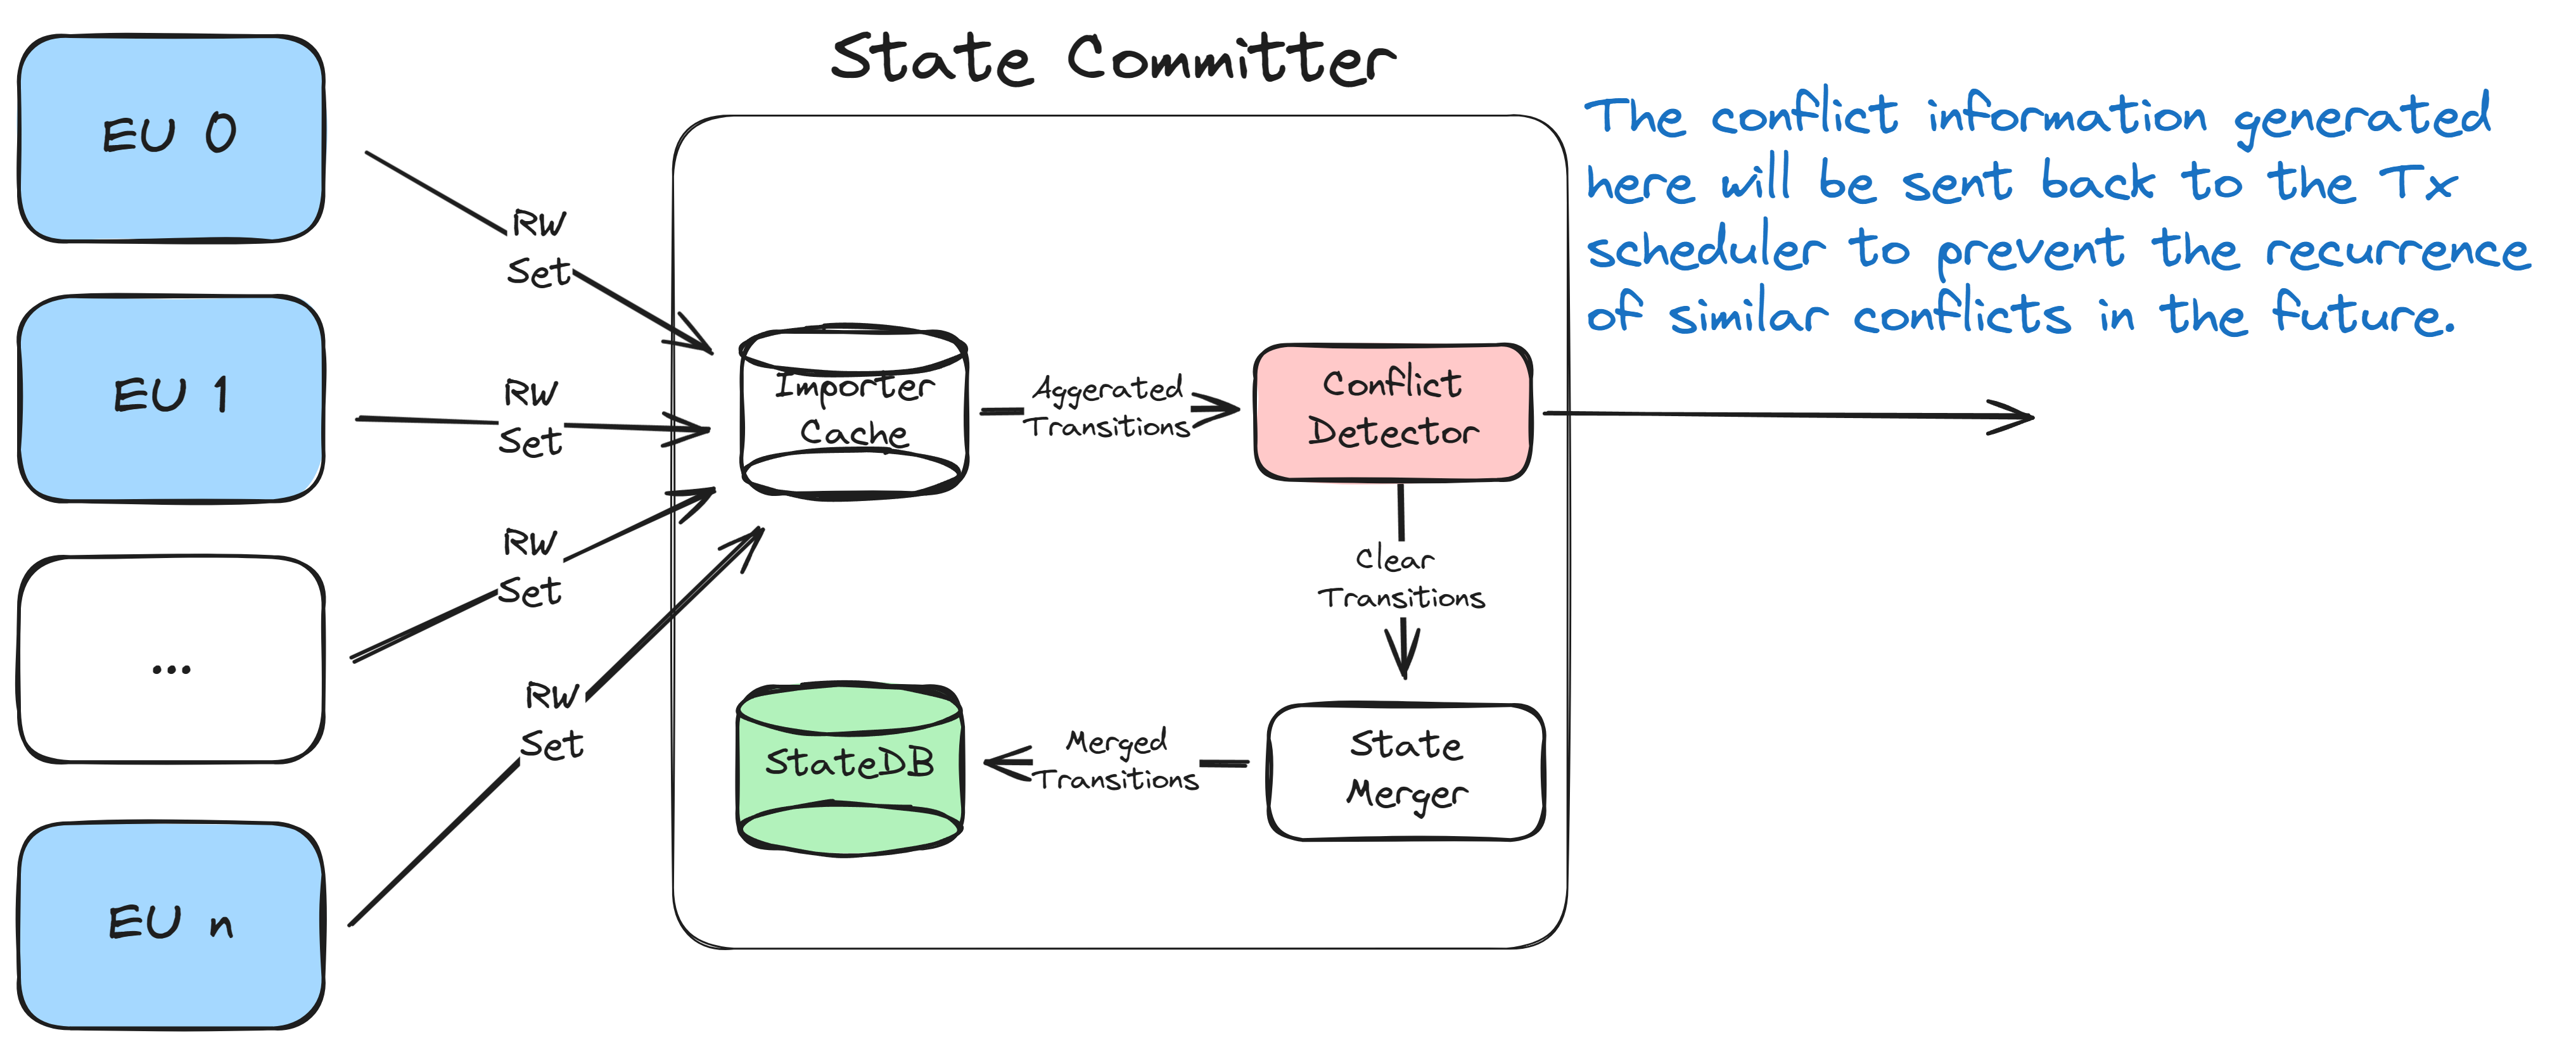 State Committer
EU 0
EU 1
...
EU n
RW
Set
RW
Set
RW
Set
RW
Set
Importer
Cache
Aggerated
Transitions
Conflict
Detector
Clear
Transitions
State
Merger
Merged
Transitions
StateDB
The conflict information generated
here will be sent back to the Tx
scheduler to prevent the recurrence
of similar conflicts in the future.